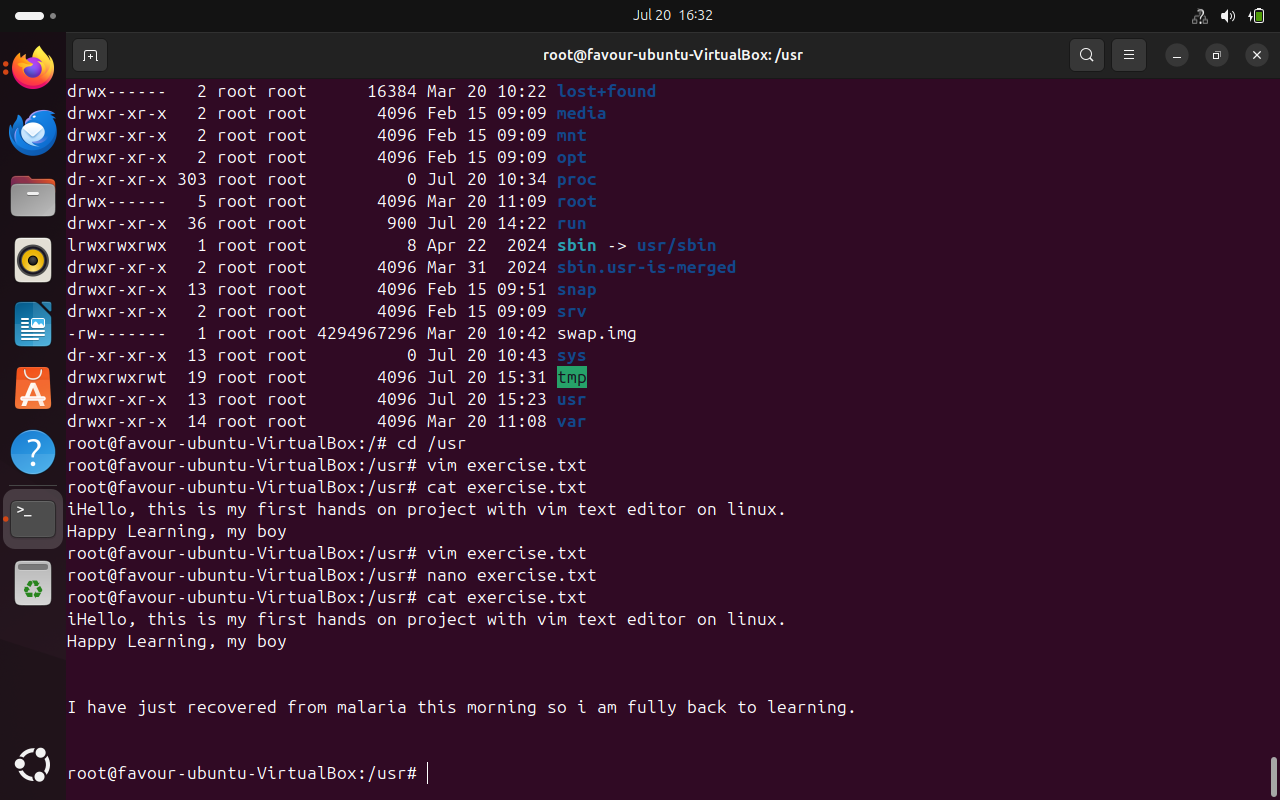 Jul 20 16:32
root@favour-ubuntu-VirtualBox: /usr
drwx------   2 root root      16384 Mar 20 10:22 lost+found
drwxr-xr-x   2 root root       4096 Feb 15 09:09 media
drwxr-xr-x   2 root root       4096 Feb 15 09:09 mnt
drwxr-xr-x   2 root root       4096 Feb 15 09:09 opt
dr-xr-xr-x 303 root root          0 Jul 20 10:34 proc
drwx------   5 root root       4096 Mar 20 11:09 root
drwxr-xr-x  36 root root        900 Jul 20 14:22 run
lrwxrwxrwx   1 root root          8 Apr 22  2024 sbin -> usr/sbin
drwxr-xr-x   2 root root       4096 Mar 31  2024 sbin.usr-is-merged
drwxr-xr-x  13 root root       4096 Feb 15 09:51 snap
drwxr-xr-x   2 root root       4096 Feb 15 09:09 srv
-rw-------   1 root root 4294967296 Mar 20 10:42 swap.img
dr-xr-xr-x  13 root root          0 Jul 20 10:43 sys
drwxrwxrwt  19 root root       4096 Jul 20 15:31 tmp
drwxr-xr-x  13 root root       4096 Jul 20 15:23 usr
drwxr-xr-x  14 root root       4096 Mar 20 11:08 var
root@favour-ubuntu-VirtualBox:/# cd /usr
root@favour-ubuntu-VirtualBox:/usr# vim exercise.txt
root@favour-ubuntu-VirtualBox:/usr# cat exercise.txt
iHello, this is my first hands on project with vim text editor on linux.
Happy Learning, my boy
root@favour-ubuntu-VirtualBox:/usr# vim exercise.txt
root@favour-ubuntu-VirtualBox:/usr# nano exercise.txt
root@favour-ubuntu-VirtualBox:/usr# cat exercise.txt
iHello, this is my first hands on project with vim text editor on linux.
Happy Learning, my boy
I have just recovered from malaria this morning so i am fully back to learning.
root@favour-ubuntu-VirtualBox:/usr#